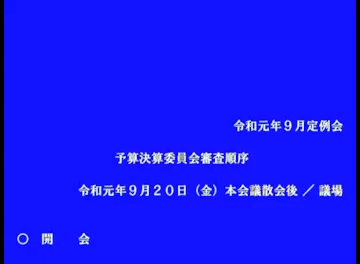 令和元年９月定例会
予算決算委員会審査順序
令和元年９月２０日（金）本会議散会後 ／ 議場
○　開　　会